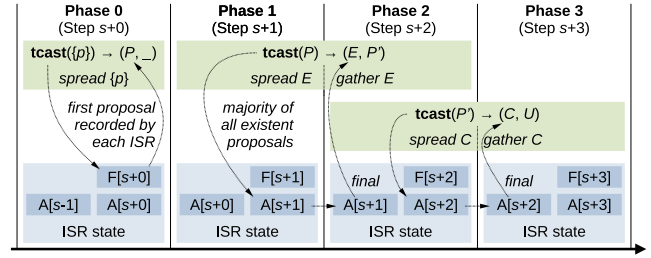 Phase 0
(Step s+0)
Phase 1
(Step s+1)
Phase 2
(Step s+2)
Phase 3
(Step s+3)
tcast({p}) → (P, _)
spread {p}
tcast(P) → (E, P')
spread E
gather E
first proposal
recorded by
each ISR
majority of
all existent
proposals
tcast(P') → (C, U)
spread C
gather C
F[s+0]
A[s-1]
A[s+0]
ISR state
F[s+1]
A[s+0]
A[s+1]
ISR state
final
F[s+2]
A[s+1]
A[s+2]
ISR state
final
F[s+3]
A[s+2]
A[s+3]
ISR state